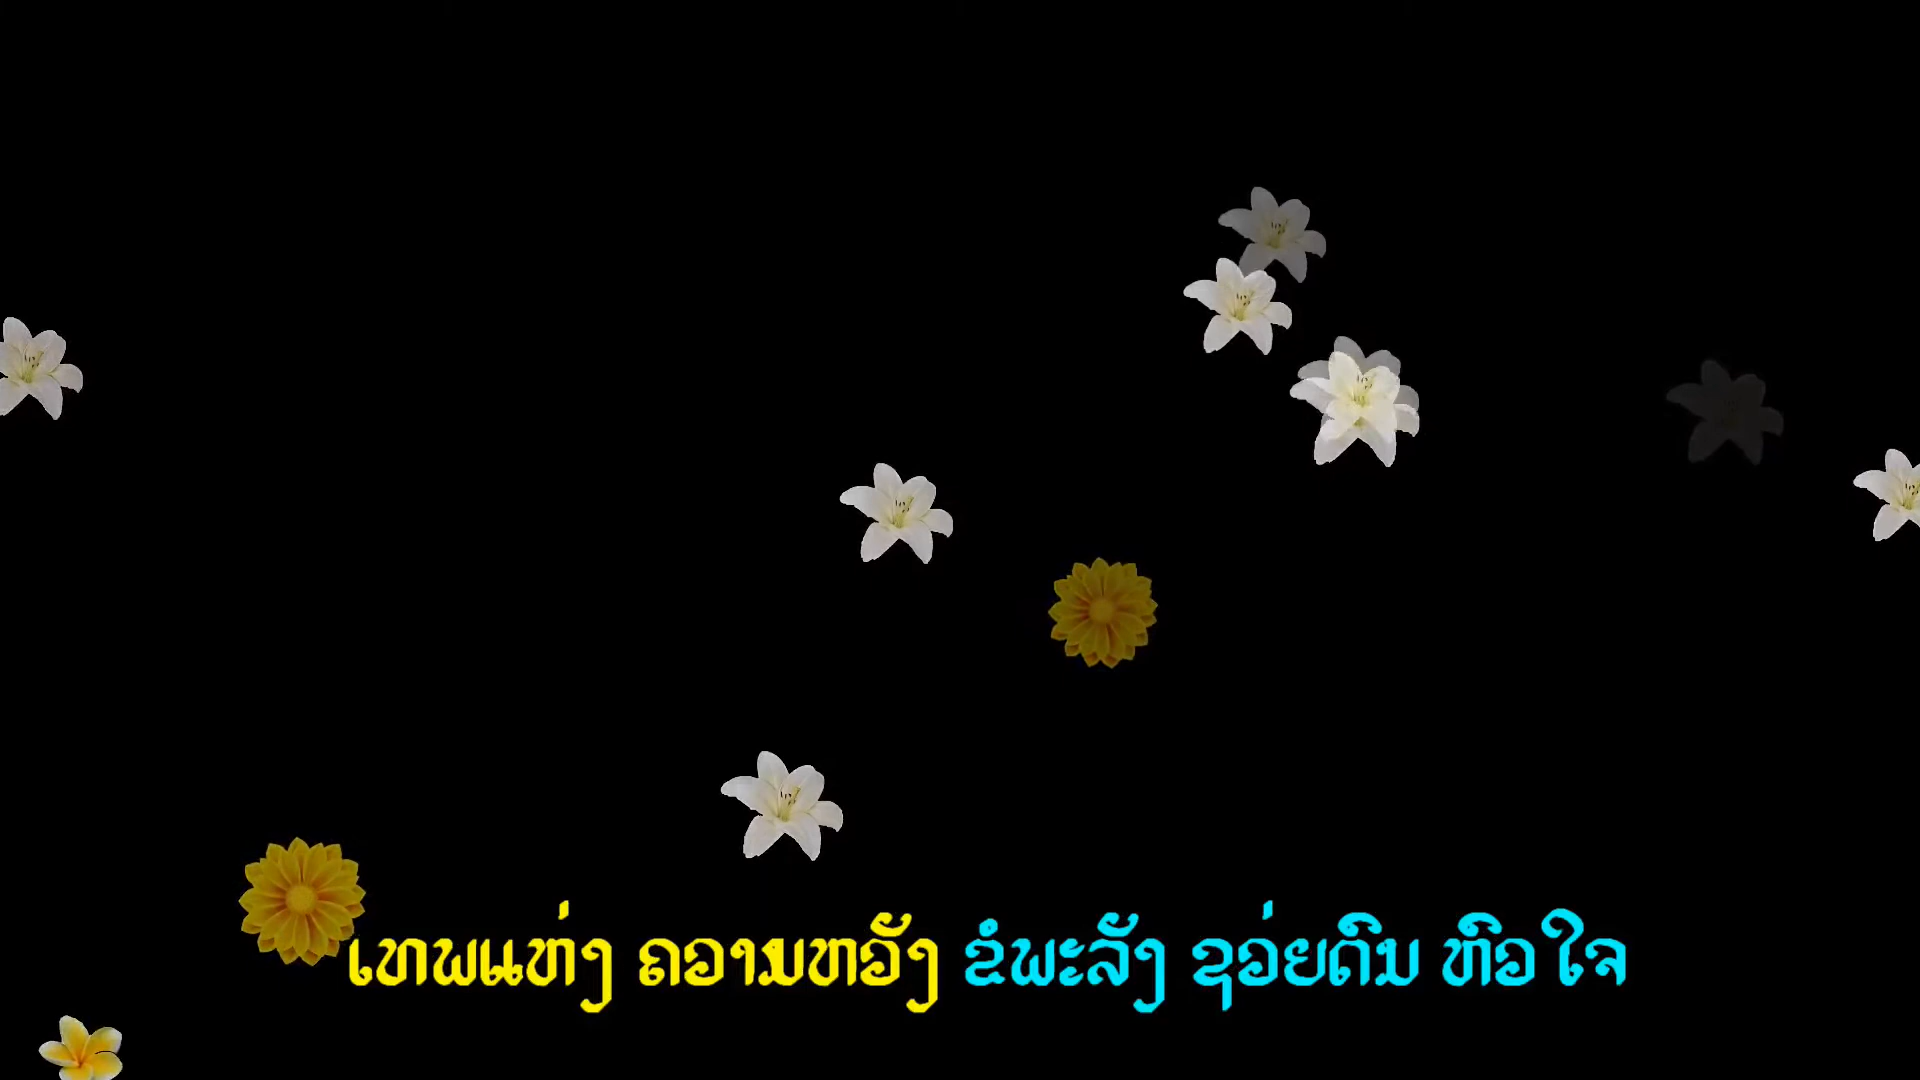 ເທພແຫ່ງ ຄວາມຫວັງ ຂໍພະລັງ ຊ່ວຍດົນ ຫົວໃຈ